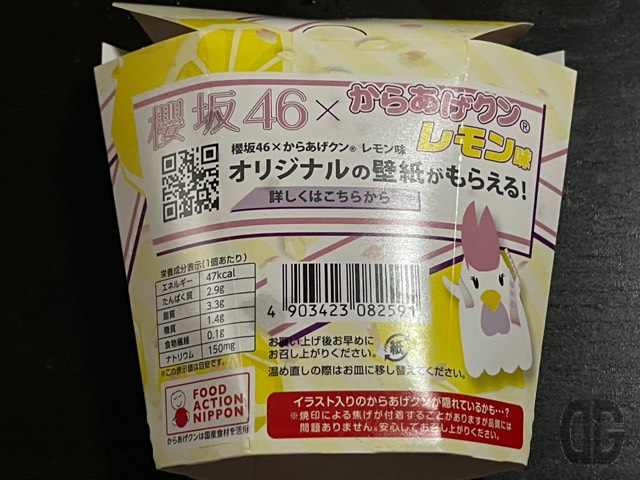 櫻坂46×からあげクン®
レモン味
櫻坂46×からあげクン® レモン味
オリジナルの壁紙がもらえる!
詳しくはこちらから
栄養成分表示(1個あたり)
エネルギー 47kcal
たんぱく質 2.9g
脂質 3.3g
糖質 1.4g
食物繊維 0.1g
ナトリウム 150mg
※この表示値は目安です。
4 903423 082591
お買い上げ後お早めに
お召し上がりください。
紙
温め直しの際はお皿に移し替えてください。
FOOD
ACTION
NIPPON
からあげクンは国産食材を活用
イラスト入りのからあげクンが隠れているかも…?
※焼印による焦げが付着することがありますが品質には
問題ありません。安心してお召し上がりください。